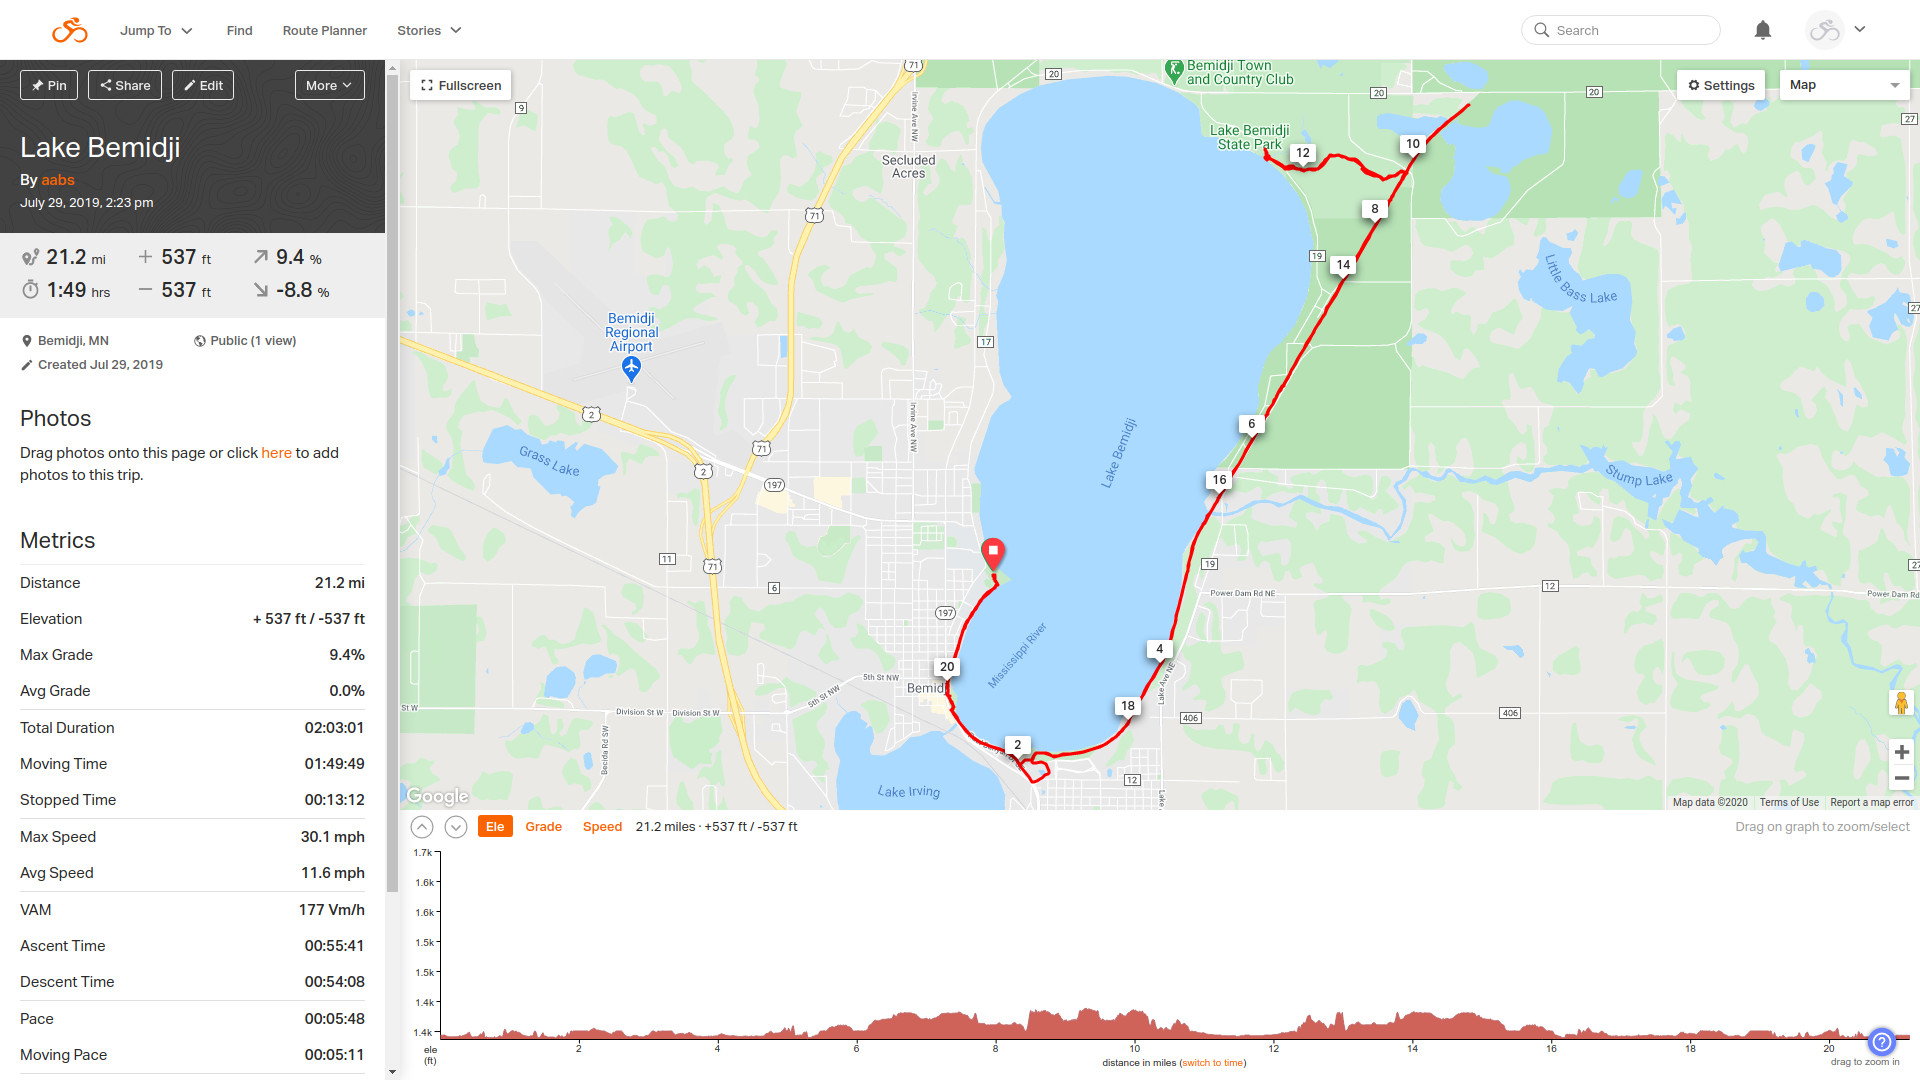 Jump To
Find
Route Planner
Stories
Search
Pin
Share
Edit
More
Lake Bemidji
By aabs
July 29, 2019, 2:23 pm
21.2 mi
537 ft
9.4 %
1:49 hrs
537 ft
-8.8 %
Bemidji, MN
Public (1 view)
Created Jul 29, 2019
Photos
Drag photos onto this page or click here to add
photos to this trip.
Metrics
Distance 21.2 mi
Elevation + 537 ft / -537 ft
Max Grade 9.4%
Avg Grade 0.0%
Total Duration 02:03:01
Moving Time 01:49:49
Stopped Time 00:13:12
Max Speed 30.1 mph
Avg Speed 11.6 mph
VAM 177 Vm/h
Ascent Time 00:55:41
Descent Time 00:54:08
Pace 00:05:48
Moving Pace 00:05:11
Fullscreen
Settings
Map
71
20
Bemidji Town
and Country Club
20
20
27
9
Irvine Ave NW
Lake Bemidji
State Park
12
10
Secluded
Acres
71
8
19
14
Little Bass Lake
27
Bemidji
Regional
Airport
17
2
Irvine Ave NW
6
Lake Bemidji
71
Grass Lake
2
197
16
Stump Lake
11
71
6
19
12
27
Power Dam Rd NE
Power Dam Rd
197
Mississippi River
4
20
5th St NW
5th St NW
Bemid
Lake Ave NE
St W
Division St W
Division St W
18
406
406
Becida Rd SW
2
12
Lake Irving
Lake
Google
Map data ©2020
Terms of Use
Report a map error
Ele
Grade
Speed
21.2 miles · +537 ft / -537 ft
Drag on graph to zoom/select
1.7k
1.6k
1.6k
1.5k
1.5k
1.4k
1.4k
ele
(ft)
2
4
6
8
10
12
14
16
18
20
distance in miles (switch to time)
drag to zoom in
?